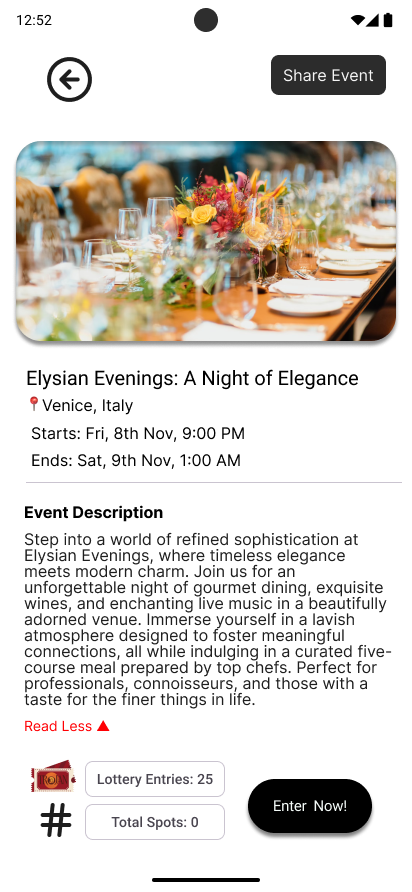 12:52
Share Event
Elysian Evenings: A Night of Elegance
Venice, Italy
Starts: Fri, 8th Nov, 9:00 PM
Ends: Sat, 9th Nov, 1:00 AM
Event Description
Step into a world of refined sophistication at
Elysian Evenings, where timeless elegance
meets modern charm. Join us for an
unforgettable night of gourmet dining, exquisite
wines, and enchanting live music in a beautifully
adorned venue. Immerse yourself in a lavish
atmosphere designed to foster meaningful
connections, all while indulging in a curated five-
course meal prepared by top chefs. Perfect for
professionals, connoisseurs, and those with a
taste for the finer things in life.
Read Less ▲
Lottery Entries: 25
# Total Spots: 0
Enter Now!